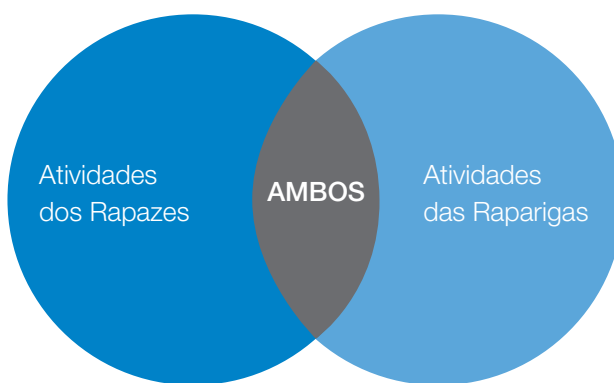 Atividades
dos Rapazes
AMBOS
Atividades
das Raparigas